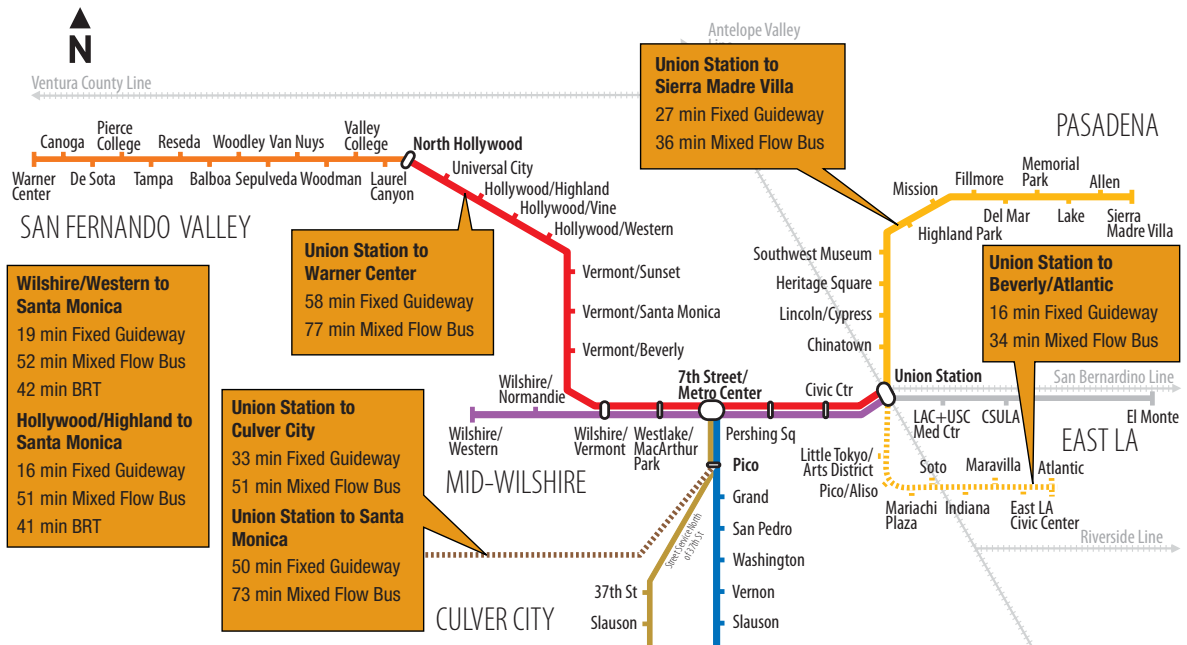 N
Antelope Valley
Line
Ventura County Line
Union Station to
Sierra Madre Villa
27 min Fixed Guideway
36 min Mixed Flow Bus
PASADENA
Canoga
Pierce
College
Reseda
Woodley
Van Nuys
Valley
College
North Hollywood
Warner
Center
De Sota
Tampa
Balboa
Sepulveda
Woodman
Laurel
Canyon
SAN FERNANDO VALLEY
Universal City
Hollywood/Highland
Hollywood/Vine
Hollywood/Western
Vermont/Sunset
Vermont/Santa Monica
Vermont/Beverly
Mission
Fillmore
Memorial
Park
Allen
Highland Park
Del Mar
Lake
Sierra
Madre Villa
Southwest Museum
Heritage Square
Lincoln/Cypress
Chinatown
Union Station to
Warner Center
58 min Fixed Guideway
77 min Mixed Flow Bus
Union Station to
Beverly/Atlantic
16 min Fixed Guideway
34 min Mixed Flow Bus
Wilshire/Western to
Santa Monica
19 min Fixed Guideway
52 min Mixed Flow Bus
42 min BRT
Hollywood/Highland to
Santa Monica
16 min Fixed Guideway
51 min Mixed Flow Bus
41 min BRT
Union Station to
Culver City
33 min Fixed Guideway
51 min Mixed Flow Bus
Union Station to Santa
Monica
50 min Fixed Guideway
73 min Mixed Flow Bus
Wilshire/
Normandie
7th Street/
Metro Center
Civic Ctr
Union Station
San Bernardino Line
Wilshire/
Western
Wilshire/
Vermont
Westlake/
MacArthur
Park
Pershing Sq
LAC+USC
Med Ctr
CSULA
El Monte
EAST LA
MID-WILSHIRE
Pico
Little Tokyo/
Arts District
Pico/Aliso
Soto
Maravilla
Atlantic
Mariachi
Plaza
Indiana
East LA
Civic Center
Grand
San Pedro
Washington
Vernon
Slauson
Street Service North
of 37th St
37th St
Slauson
CULVER CITY
Riverside Line